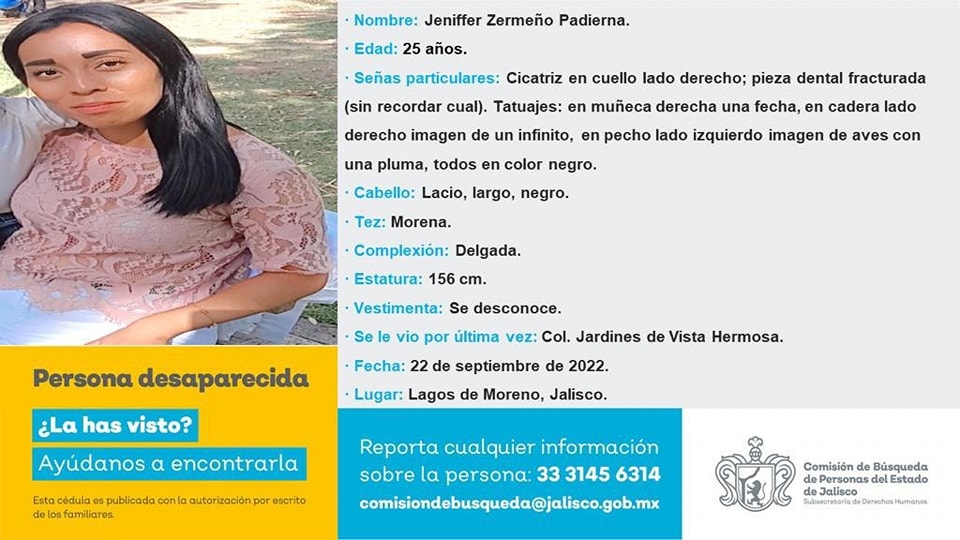 · Nombre: Jeniffer Zermeño Padierna.
· Edad: 25 años.
· Señas particulares: Cicatriz en cuello lado derecho; pieza dental fracturada
(sin recordar cual). Tatuajes: en muñeca derecha una fecha, en cadera lado
derecho imagen de un infinito, en pecho lado izquierdo imagen de aves con
una pluma, todos en color negro.
· Cabello: Lacio, largo, negro.
· Tez: Morena.
· Complexión: Delgada.
· Estatura: 156 cm.
· Vestimenta: Se desconoce.
· Se le vio por última vez: Col. Jardines de Vista Hermosa.
· Fecha: 22 de septiembre de 2022.
· Lugar: Lagos de Moreno, Jalisco.
Persona desaparecida
¿La has visto?
Ayúdanos a encontrarla
Esta cédula es publicada con la autorización por escrito
de los familiares.
Reporta cualquier información
sobre la persona: 33 3145 6314
comisiondebusqueda@jalisco.gob.mx
Comisión de Búsqueda
de Personas del Estado
de Jalisco
Subsecretaría de Derechos Humanos